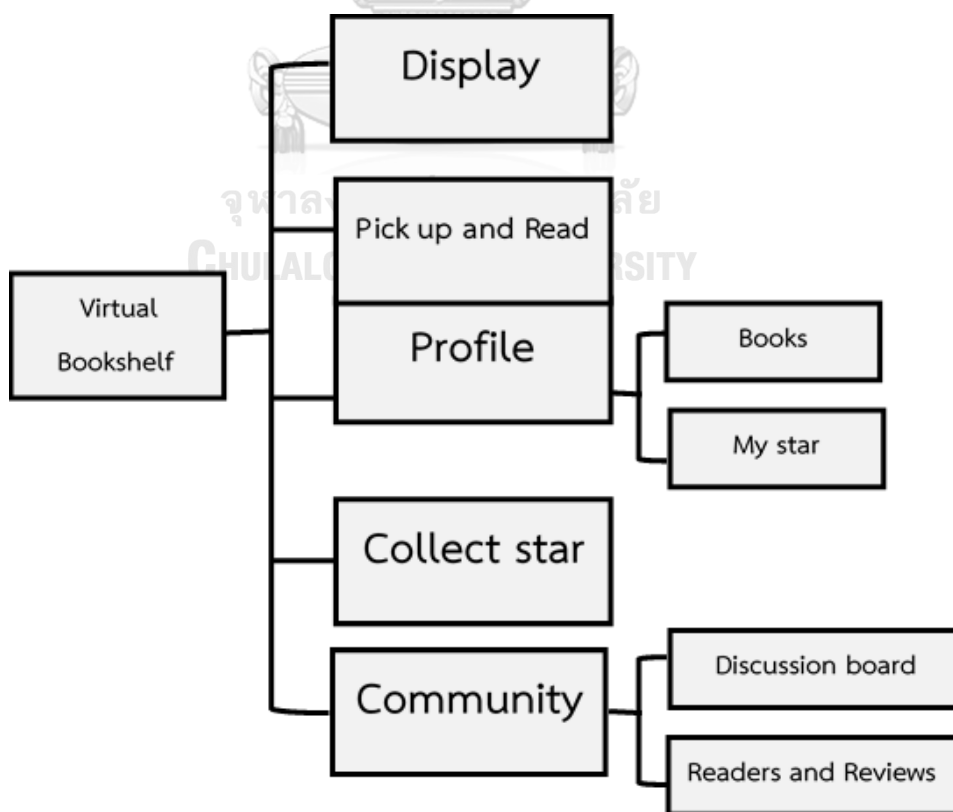 Display
Pick up and Read
Virtual
Bookshelf
Profile
Books
My star
Collect star
Community
Discussion board
Readers and Reviews